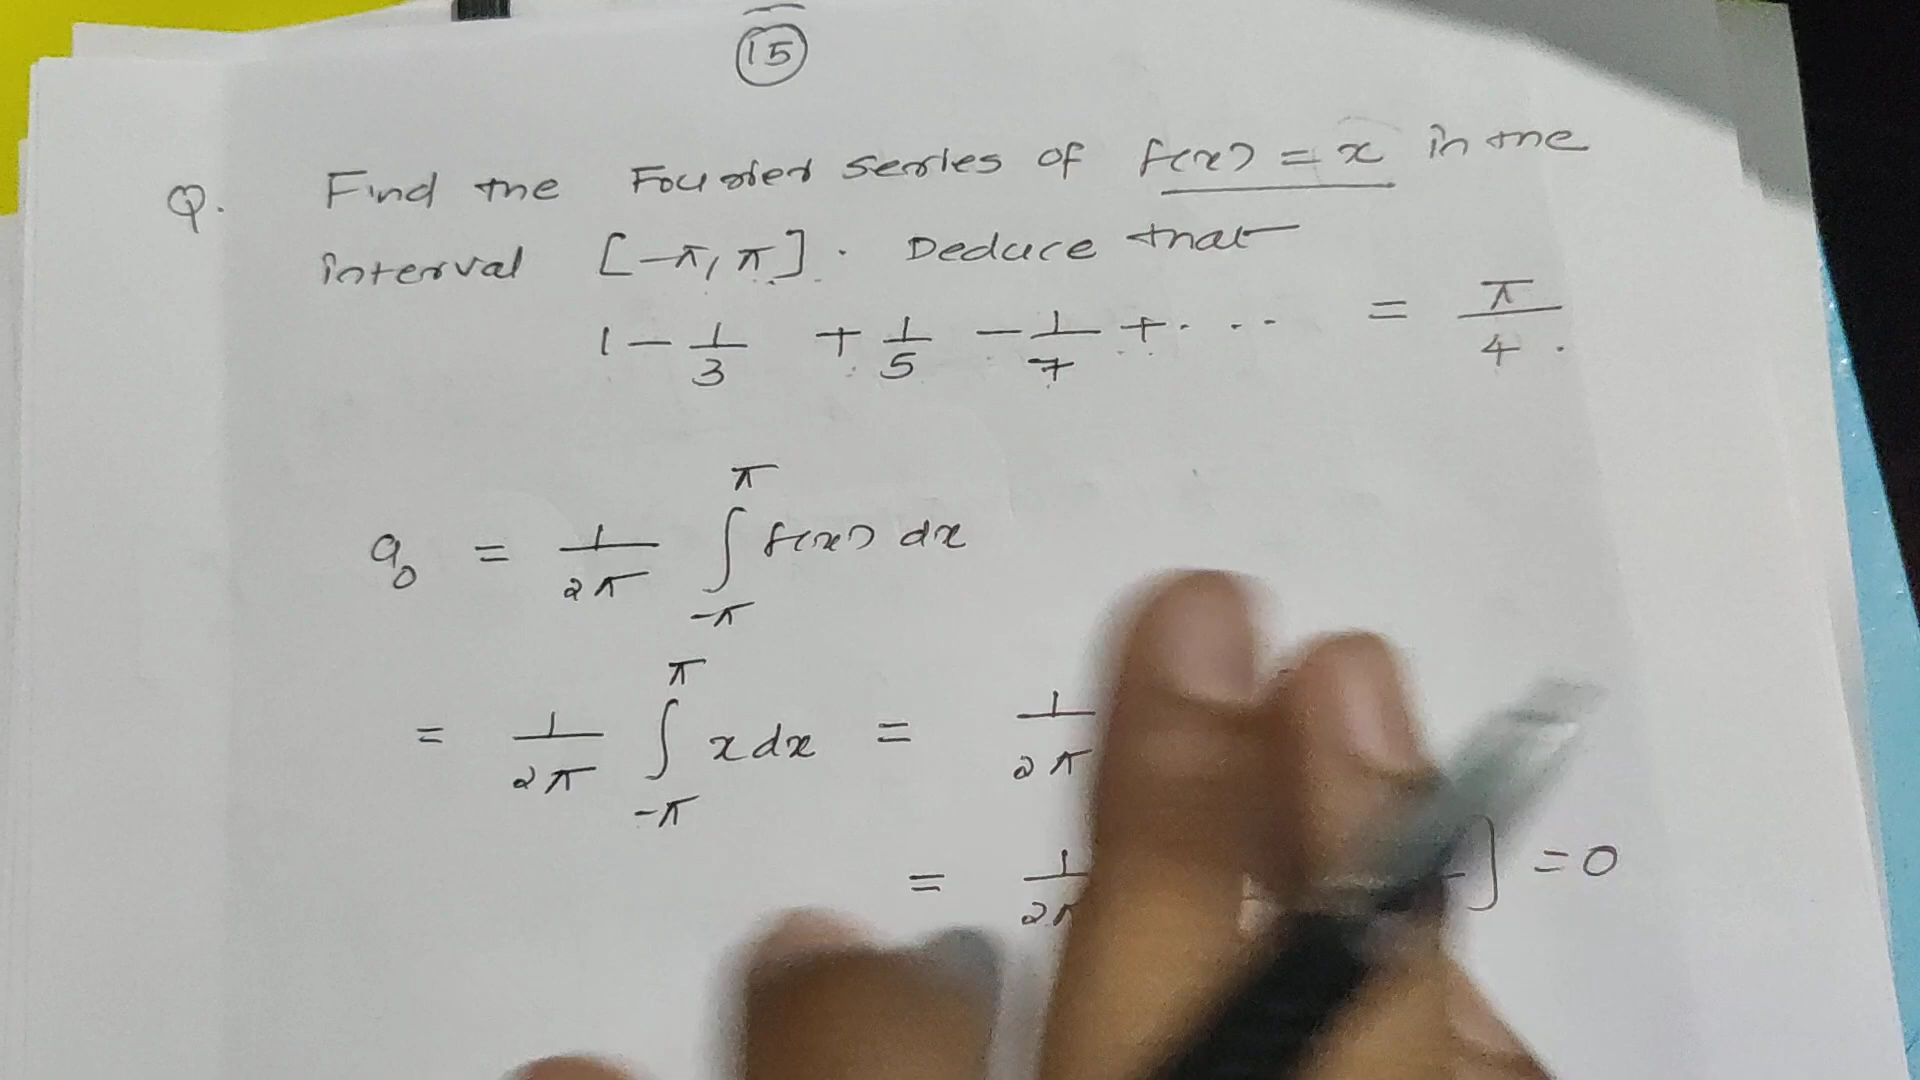 15
Q. Find the Fourier series of f(x) = x in the
interval [-π, π]. Deduce that
1 - 1/3 + 1/5 - 1/7 + ... = π/4.
a₀ = 1/2π ∫_{-π}^{π} f(x) dx
= 1/2π ∫_{-π}^{π} x dx = 1/2π
= 1/2π ] = 0